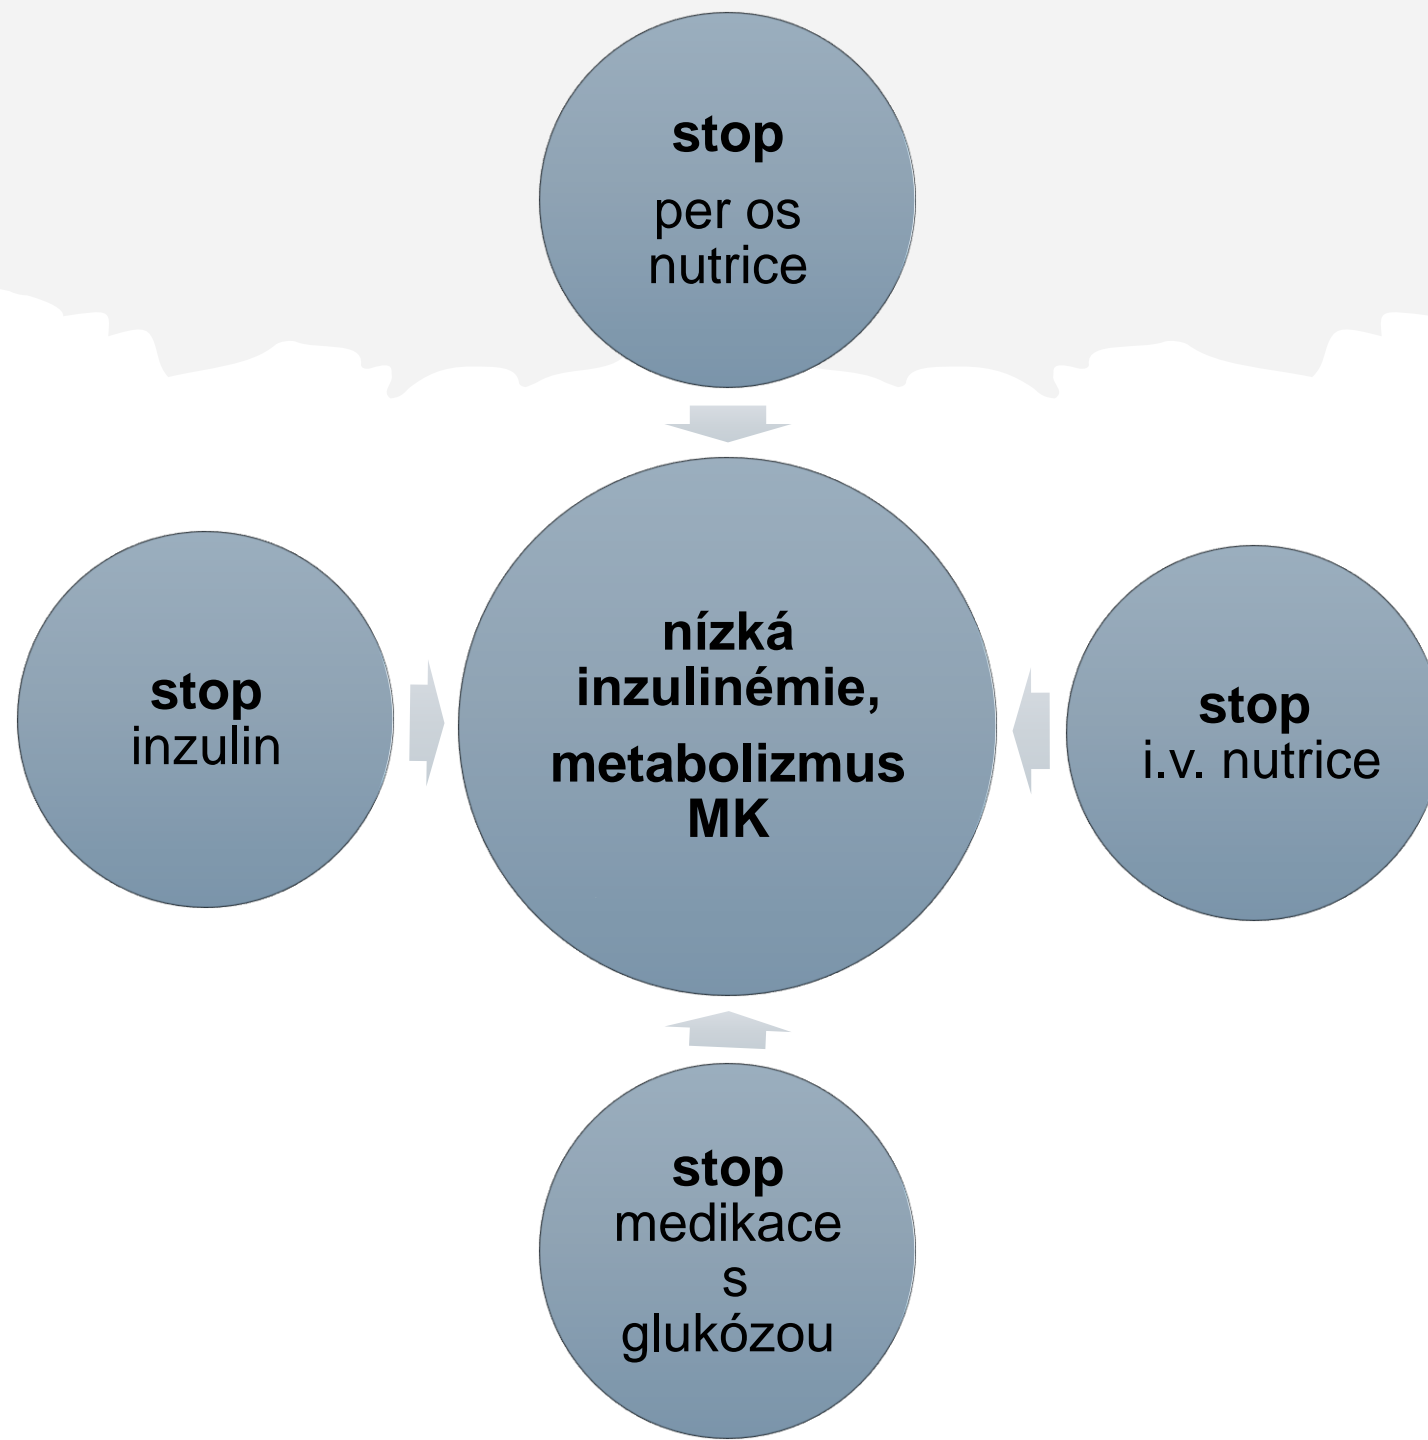 stop
per os
nutrice
stop
inzulin
nízká
inzulinémie,
metabolizmus
MK
stop
i.v. nutrice
stop
medikace
s
glukózou